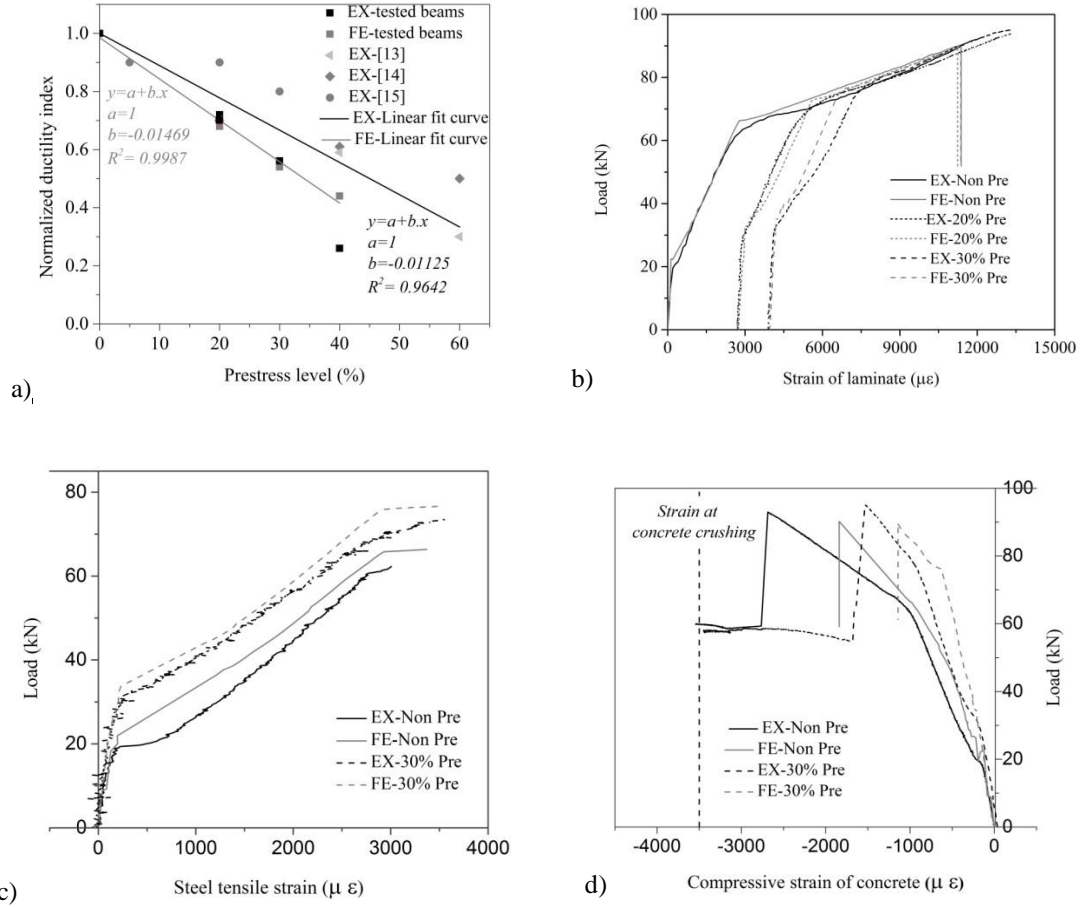 EX-tested beams
FE-tested beams
EX-[13]
EX-[14]
EX-[15]
EX-Linear fit curve
FE-Linear fit curve
1.0
0.8
0.6
0.4
0.2
0.0
Normalized ductility index
y=a+b.x
a=1
b=-0.01469
R²= 0.9987
y=a+b.x
a=1
b=-0.01125
R²= 0.9642
0 10 20 30 40 50 60
Prestress level (%)
a)
100
80
60
40
20
0
Load (kN)
EX-Non Pre
FE-Non Pre
EX-20% Pre
FE-20% Pre
EX-30% Pre
FE-30% Pre
0 3000 6000 9000 12000 15000
Strain of laminate (με)
b)
80
60
40
20
0
Load (kN)
EX-Non Pre
FE-Non Pre
EX-30% Pre
FE-30% Pre
0 1000 2000 3000 4000
Steel tensile strain (μ ε)
c)
Strain at
concrete crushing
100
80
60
40
20
0
Load (kN)
EX-Non Pre
FE-Non Pre
EX-30% Pre
FE-30% Pre
-4000 -3000 -2000 -1000 0
Compressive strain of concrete (μ ε)
d)